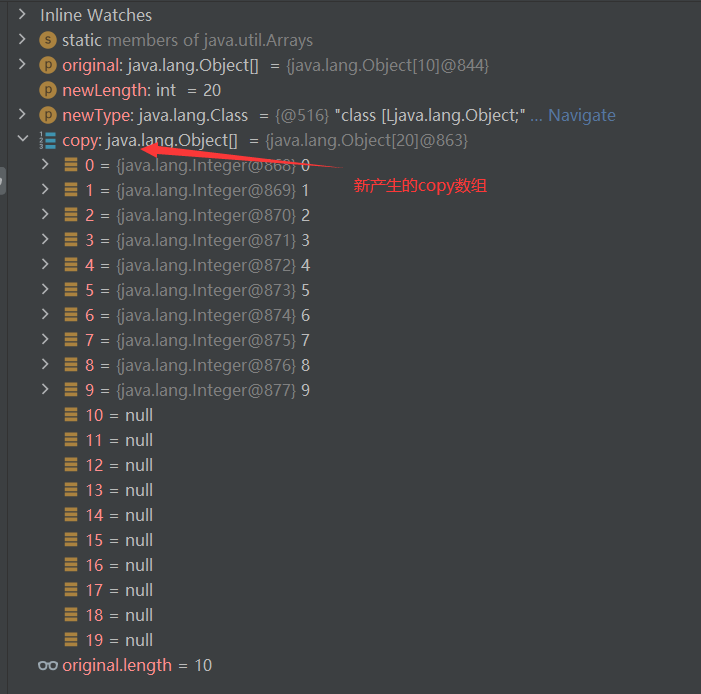 Inline Watches
s static members of java.util.Arrays
p original: java.lang.Object[] = {java.lang.Object[10]@844}
p newLength: int = 20
p newType: java.lang.Class = {@516} "class [Ljava.lang.Object;" ... Navigate
copy: java.lang.Object[] = {java.lang.Object[20]@863}
0 = {java.lang.Integer@868} 0
新产生的copy数组
1 = {java.lang.Integer@869} 1
2 = {java.lang.Integer@870} 2
3 = {java.lang.Integer@871} 3
4 = {java.lang.Integer@872} 4
5 = {java.lang.Integer@873} 5
6 = {java.lang.Integer@874} 6
7 = {java.lang.Integer@875} 7
8 = {java.lang.Integer@876} 8
9 = {java.lang.Integer@877} 9
10 = null
11 = null
12 = null
13 = null
14 = null
15 = null
16 = null
17 = null
18 = null
19 = null
original.length = 10